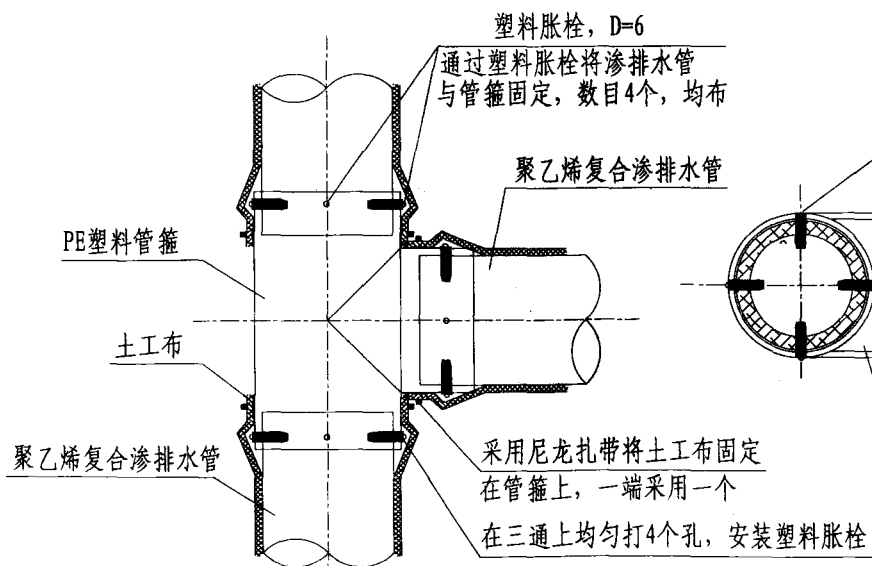 塑料胀栓，D=6
通过塑料胀栓将渗排水管
与管箍固定，数目4个，均布
聚乙烯复合渗排水管
PE塑料管箍
土工布
聚乙烯复合渗排水管
采用尼龙扎带将土工布固定
在管箍上，一端采用一个
在三通上均匀打4个孔，安装塑料胀栓